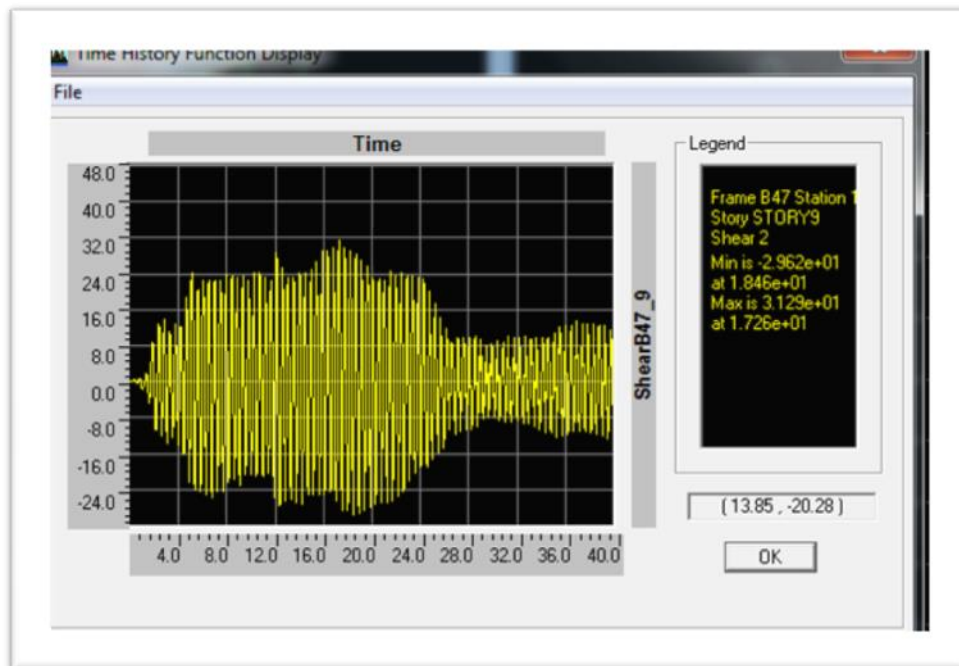 Time History Function Display
File
Time
48.0
40.0
32.0
24.0
16.0
8.0
0.0
-8.0
-16.0
-24.0
4.0 8.0 12.0 16.0 20.0 24.0 28.0 32.0 36.0 40.0
ShearB47_9
Legend
Frame B47 Station 1
Story STORY9
Shear 2
Min is -2.962e+01
at 1.846e+01
Max is 3.129e+01
at 1.726e+01
( 13.85 , -20.28 )
OK